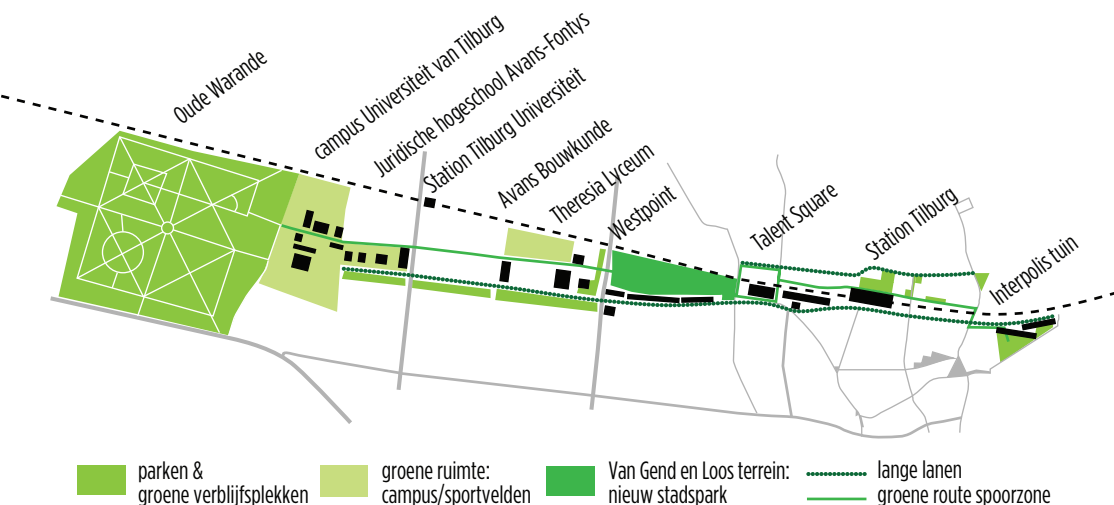 Oude Warande
campus Universiteit van Tilburg
Juridische hogeschool Avans-Fontys
Station Tilburg Universiteit
Avans Bouwkunde
Theresia Lyceum
Westpoint
Talent Square
Station Tilburg
Interpolis tuin
parken &
groene verblijfsplekken
groene ruimte:
campus/sportvelden
Van Gend en Loos terrein:
nieuw stadspark
lange lanen
groene route spoorzone